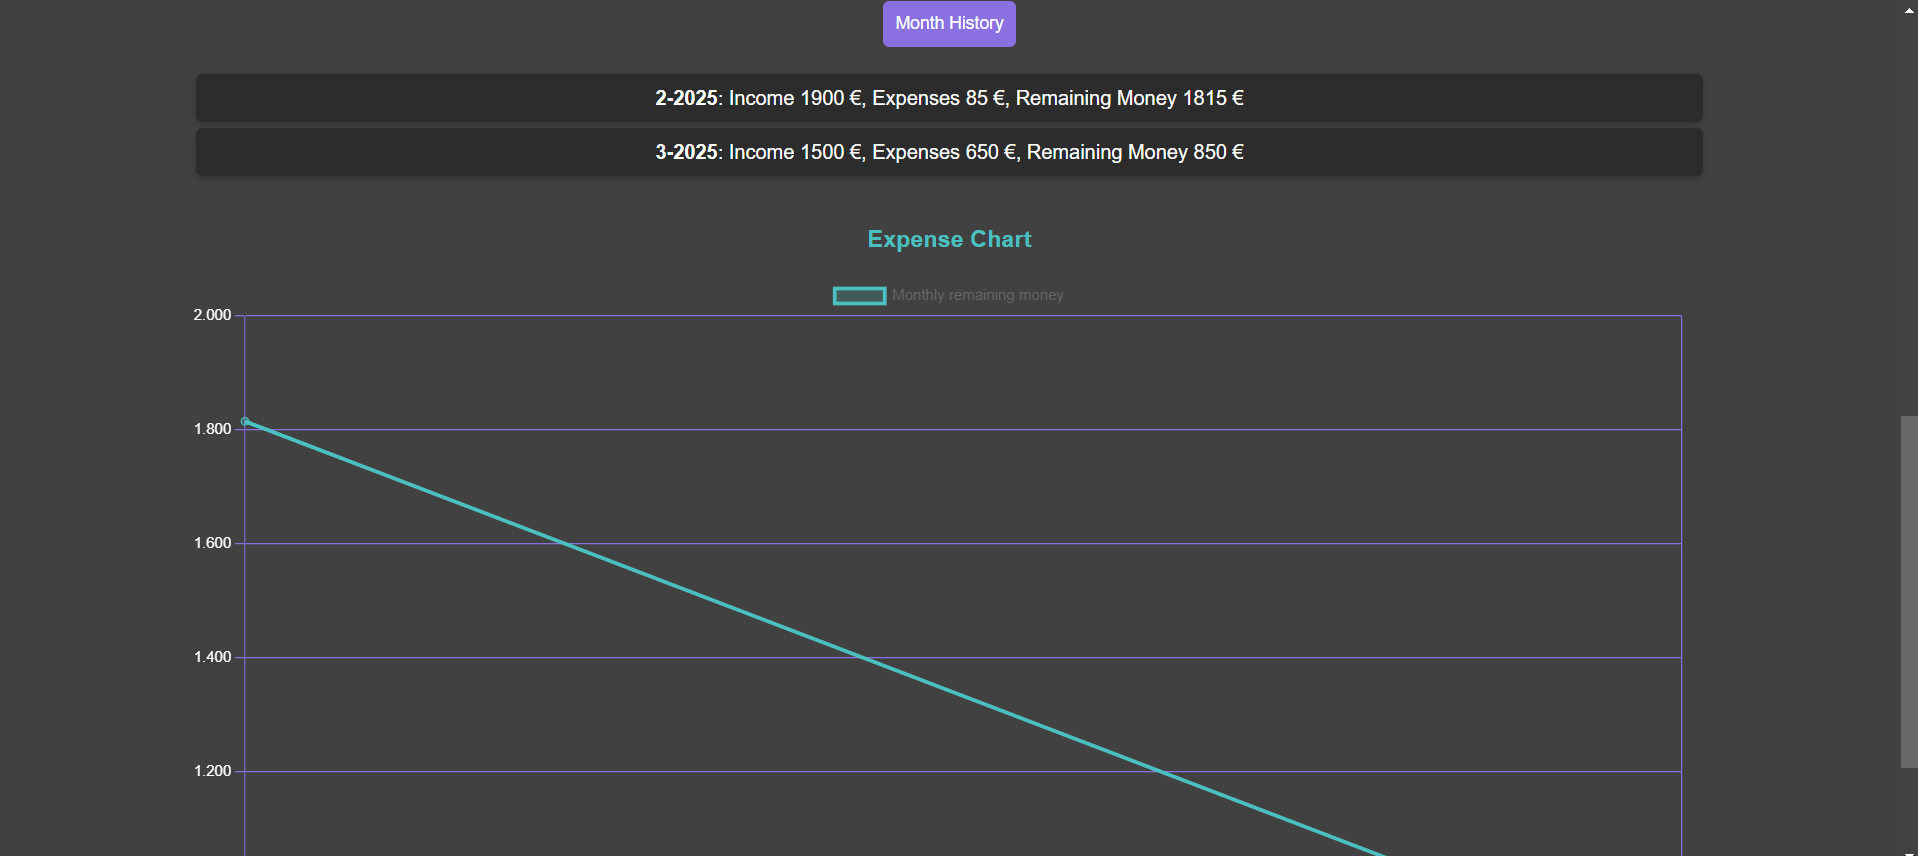 Month History
2-2025: Income 1900 €, Expenses 85 €, Remaining Money 1815 €
3-2025: Income 1500 €, Expenses 650 €, Remaining Money 850 €
Expense Chart
Monthly remaining money
2.000
1.800
1.600
1.400
1.200